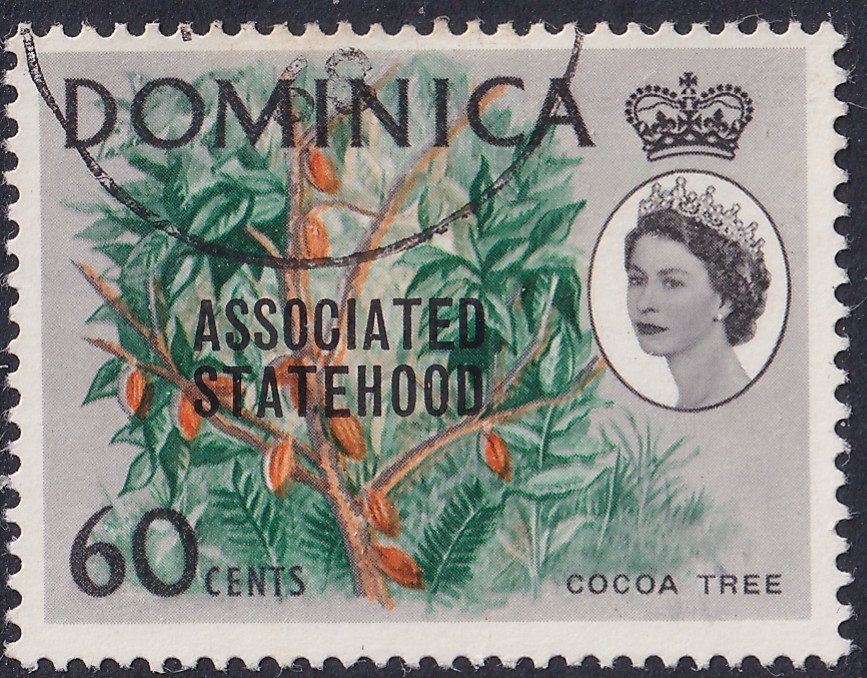 DOMINICA
ASSOCIATED
STATEHOOD
60 CENTS
COCOA TREE